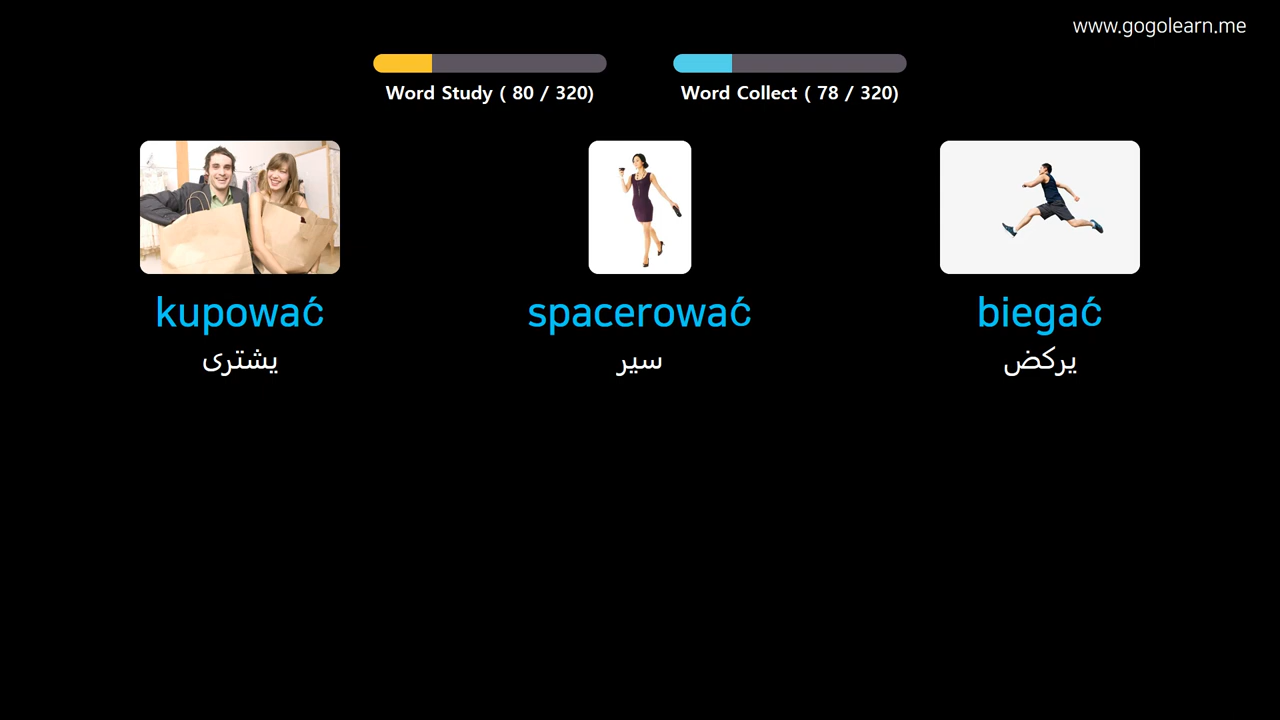 www.gogolearn.me
Word Study ( 80 / 320)
Word Collect ( 78 / 320)
kupować
spacerować
biegać
يشترى
سير
يركض